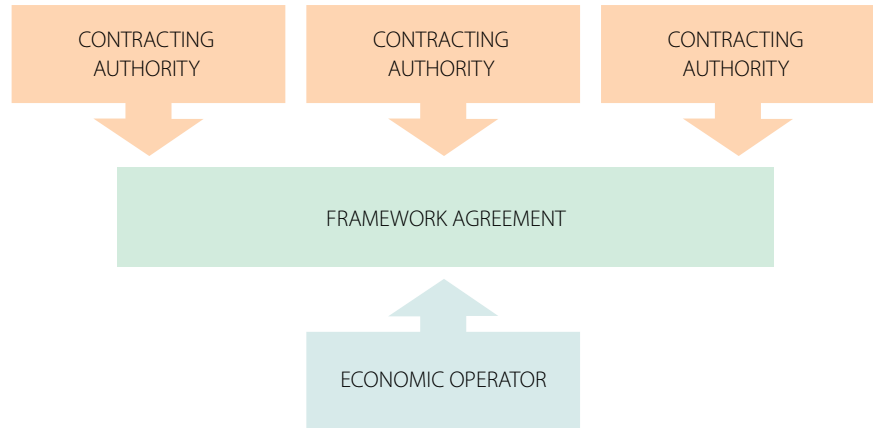 CONTRACTING
AUTHORITY
CONTRACTING
AUTHORITY
CONTRACTING
AUTHORITY
FRAMEWORK AGREEMENT
ECONOMIC OPERATOR